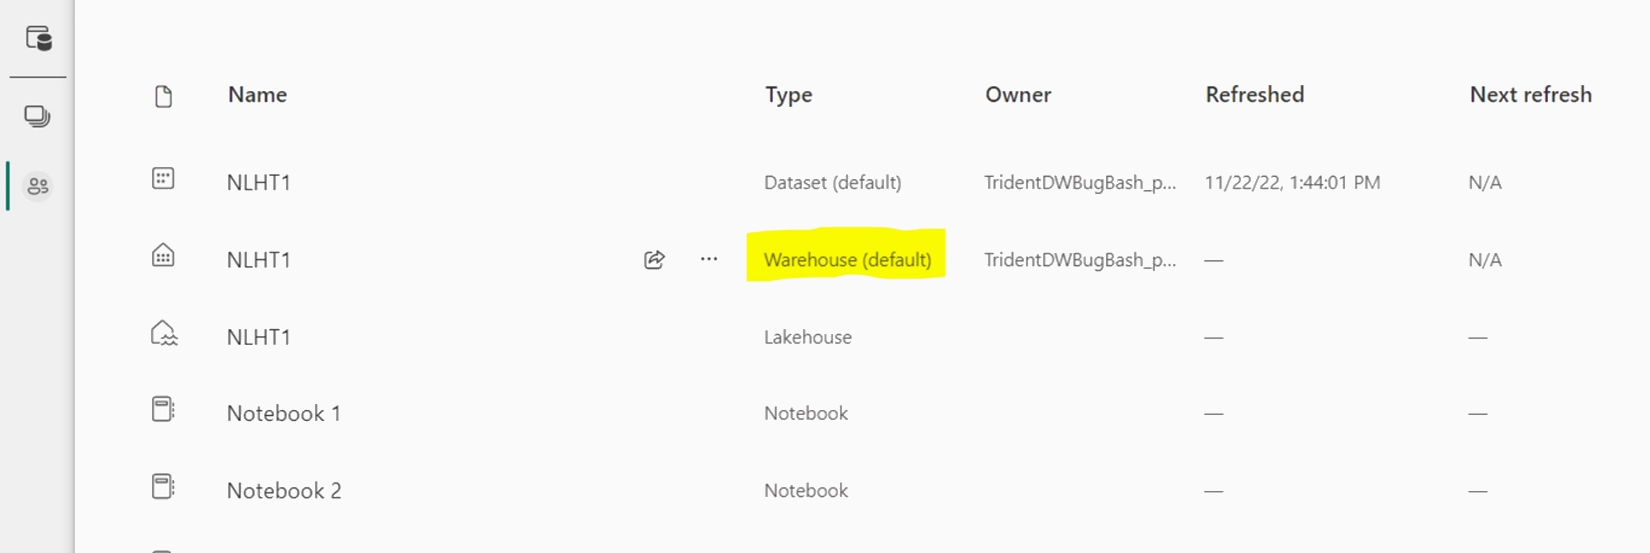 Name Type Owner Refreshed Next refresh
NLHT1 Dataset (default) TridentDWBugBash_p... 11/22/22, 1:44:01 PM N/A
NLHT1 ... Warehouse (default) TridentDWBugBash_p... — N/A
NLHT1 Lakehouse — —
Notebook 1 Notebook — —
Notebook 2 Notebook — —